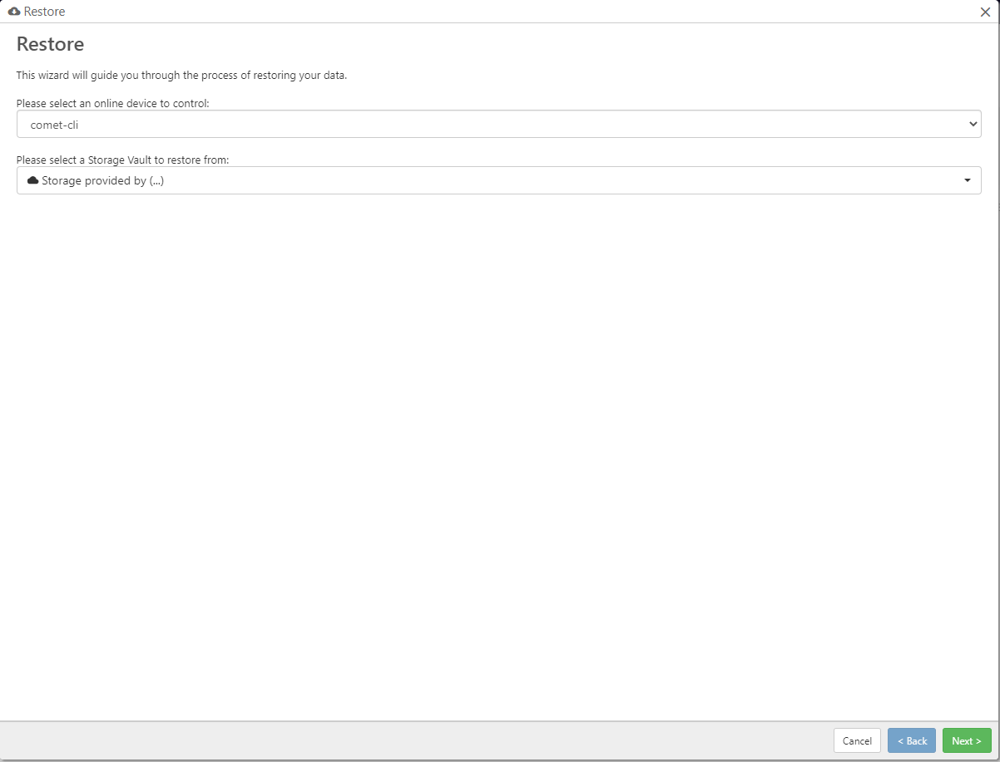 Restore
Restore
This wizard will guide you through the process of restoring your data.
Please select an online device to control:
comet-cli
Please select a Storage Vault to restore from:
Storage provided by (...)
Cancel
< Back
Next >